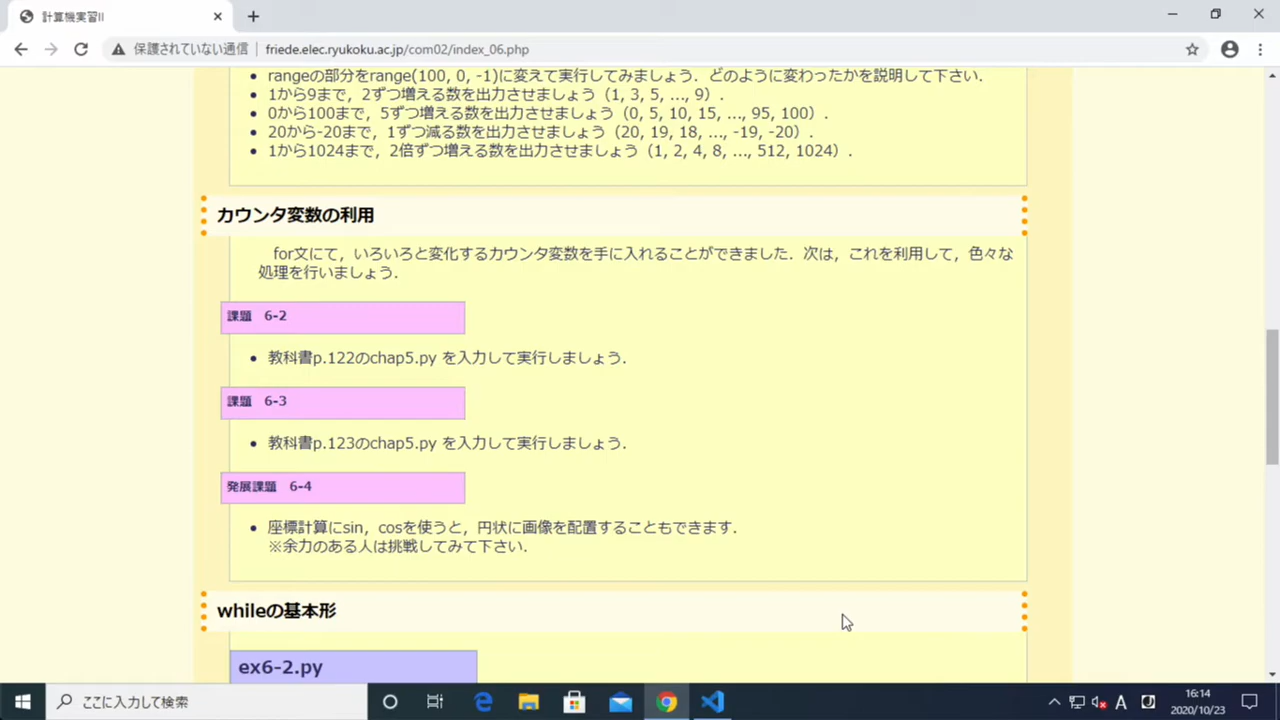 計算機実習II
保護されていない通信 friede.elec.ryukoku.ac.jp/com02/index_06.php
rangeの部分をrange(100, 0, -1)に変えて実行してみましょう．どのように変わったかを説明して下さい．
1から9まで，2ずつ増える数を出力させましょう（1, 3, 5, ..., 9）．
0から100まで，5ずつ増える数を出力させましょう（0, 5, 10, 15, ..., 95, 100）．
20から-20まで，1ずつ減る数を出力させましょう（20, 19, 18, ..., -19, -20）．
1から1024まで，2倍ずつ増える数を出力させましょう（1, 2, 4, 8, ..., 512, 1024）．
カウンタ変数の利用
for文にて，いろいろと変化するカウンタ変数を手に入れることができました．次は，これを利用して，色々な
処理を行いましょう．
課題 6-2
教科書p.122のchap5.py を入力して実行しましょう．
課題 6-3
教科書p.123のchap5.py を入力して実行しましょう．
発展課題 6-4
座標計算にsin，cosを使うと，円状に画像を配置することもできます．
※余力のある人は挑戦してみて下さい．
whileの基本形
ex6-2.py
ここに入力して検索
A
16:14
2020/10/23